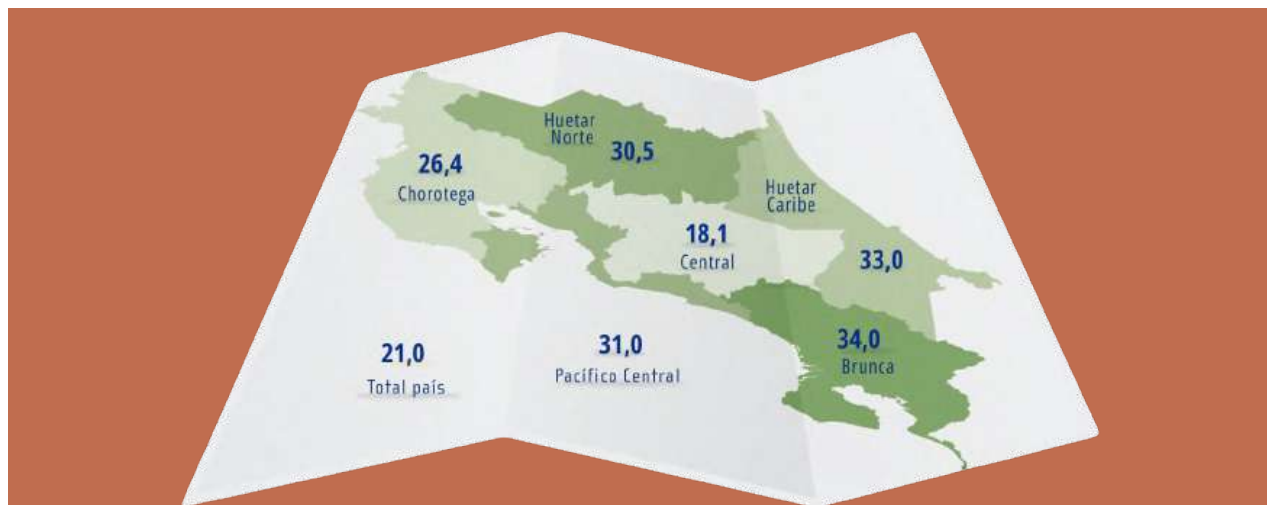 Huetar
Norte
30,5
26,4
Chorotega
Huetar
Caribe
18,1
Central
33,0
21,0
Total país
31,0
Pacífico Central
34,0
Brunca